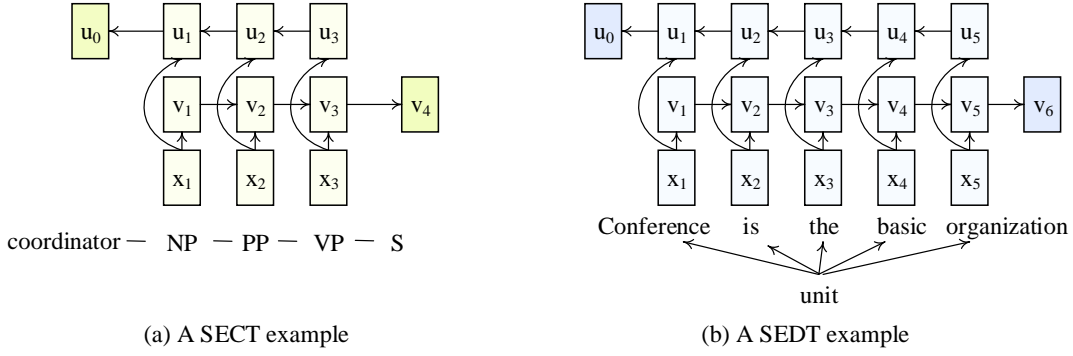 u₀ u₁ u₂ u₃
v₁ v₂ v₃ v₄
x₁ x₂ x₃
coordinator — NP — PP — VP — S
(a) A SECT example
u₀ u₁ u₂ u₃ u₄ u₅
v₁ v₂ v₃ v₄ v₅ v₆
x₁ x₂ x₃ x₄ x₅
Conference is the basic organization
unit
(b) A SEDT example